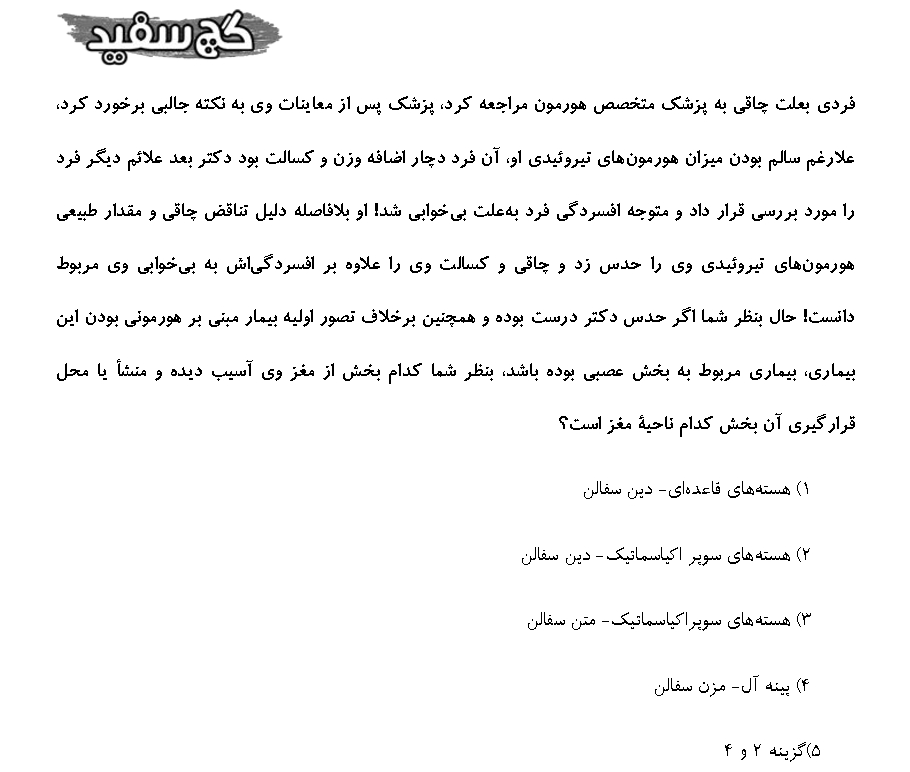 گچ سفید
فردی بعلت چاقی به پزشک متخصص هورمون مراجعه کرد، پزشک پس از معاینات وی به نکته جالبی برخورد کرد،
علارغم سالم بودن میزان هورمون‌های تیروئیدی او، آن فرد دچار اضافه وزن و کسالت بود دکتر بعد علائم دیگر فرد
را مورد بررسی قرار داد و متوجه افسردگی فرد به‌علت بی‌خوابی شد! او بلافاصله دلیل تناقض چاقی و مقدار طبیعی
هورمون‌های تیروئیدی وی را حدس زد و چاقی و کسالت وی را علاوه بر افسردگی‌اش به بی‌خوابی وی مربوط
دانست! حال بنظر شما اگر حدس دکتر درست بوده و همچنین برخلاف تصور اولیه بیمار مبنی بر هورمونی بودن این
بیماری، بیماری مربوط به بخش عصبی بوده باشد، بنظر شما کدام بخش از مغز وی آسیب دیده و منشأ یا محل
قرارگیری آن بخش کدام ناحیۀ مغز است؟
۱) هسته‌های قاعده‌ای- دین سفالن
۲) هسته‌های سوپر اکیاسماتیک- دین سفالن
۳) هسته‌های سوپراکیاسماتیک- متن سفالن
۴) پینه آل- مزن سفالن
۵)گزینه ۲ و ۴